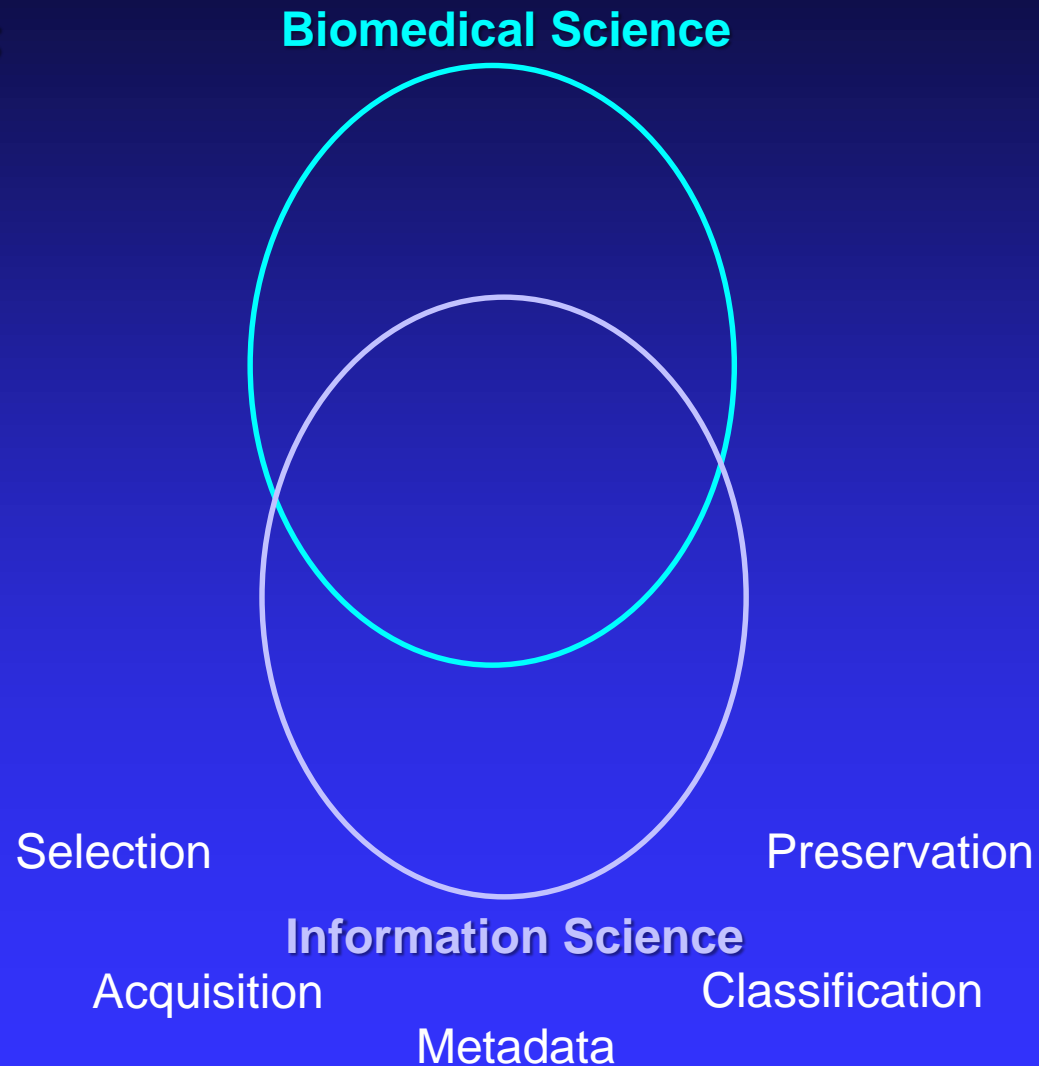 Biomedical Science
Selection
Preservation
Information Science
Acquisition
Classification
Metadata